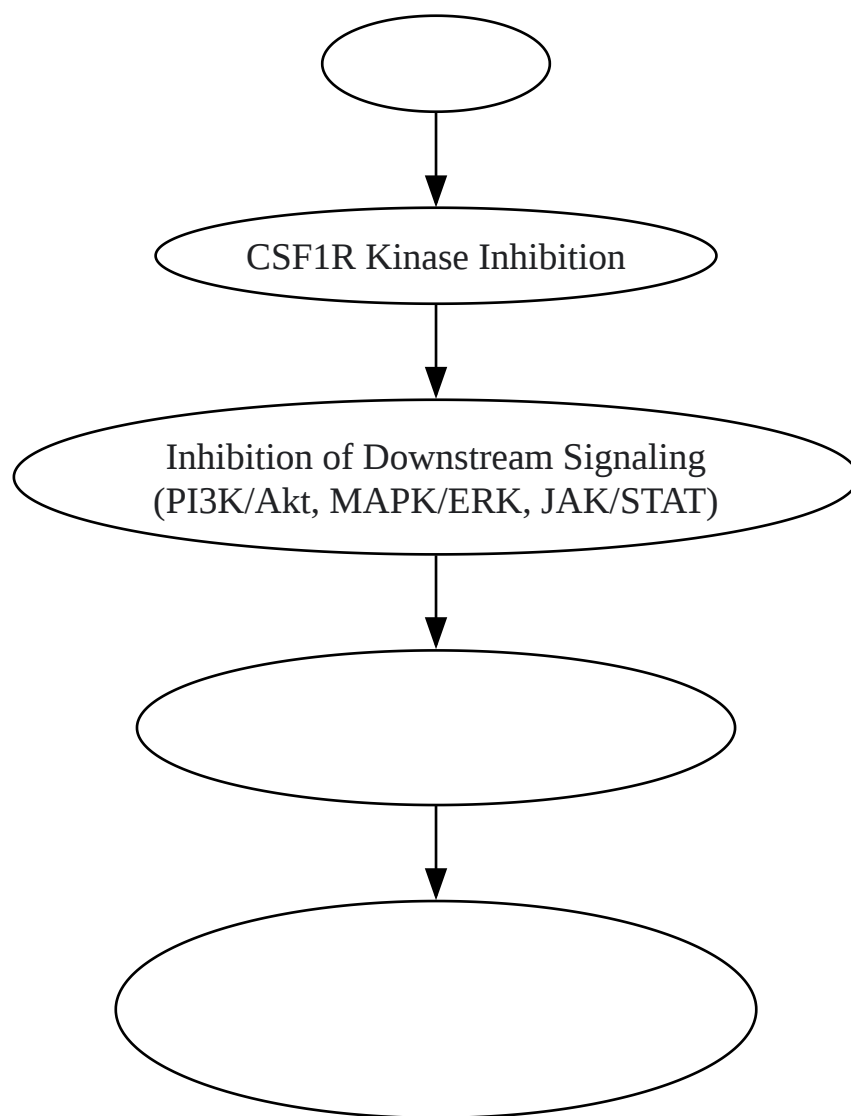 CSF1R Kinase Inhibition
Inhibition of Downstream Signaling
(PI3K/Akt, MAPK/ERK, JAK/STAT)